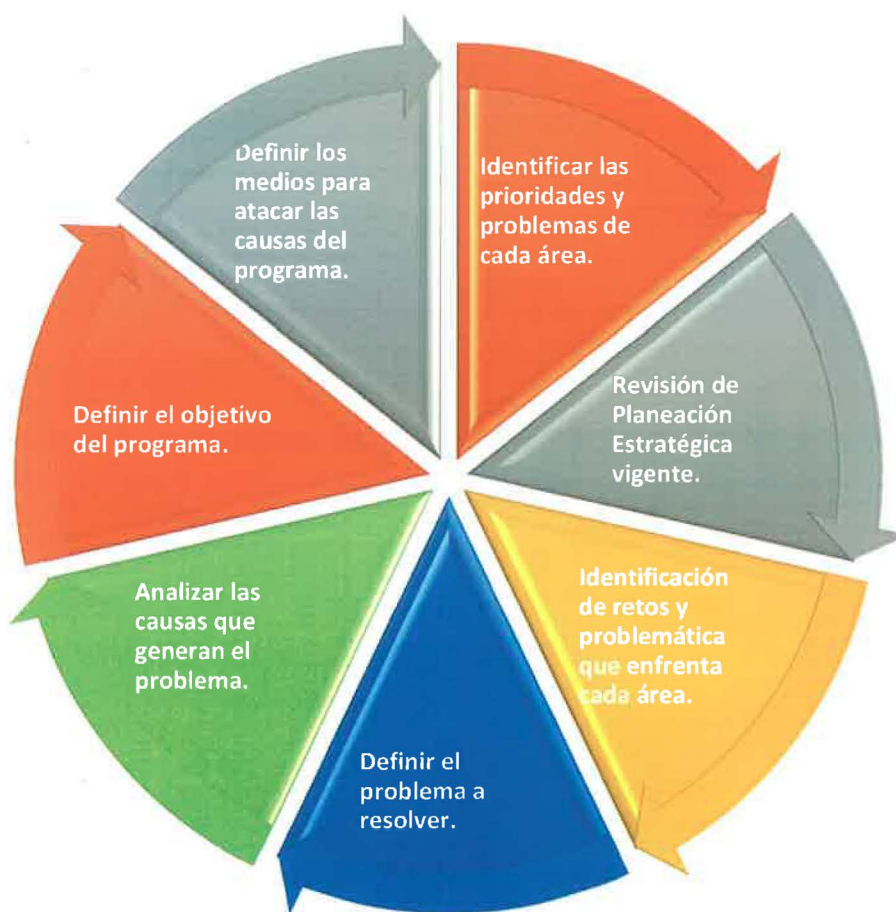 Identificar las
prioridades y
problemas de
cada área.
Revisión de
Planeación
Estratégica
vigente.
Identificación
de retos y
problemática
que enfrenta
cada área.
Definir el
problema a
resolver.
Analizar las
causas que
generan el
problema.
Definir el objetivo
del programa.
Definir los
medios para
atacar las
causas del
programa.